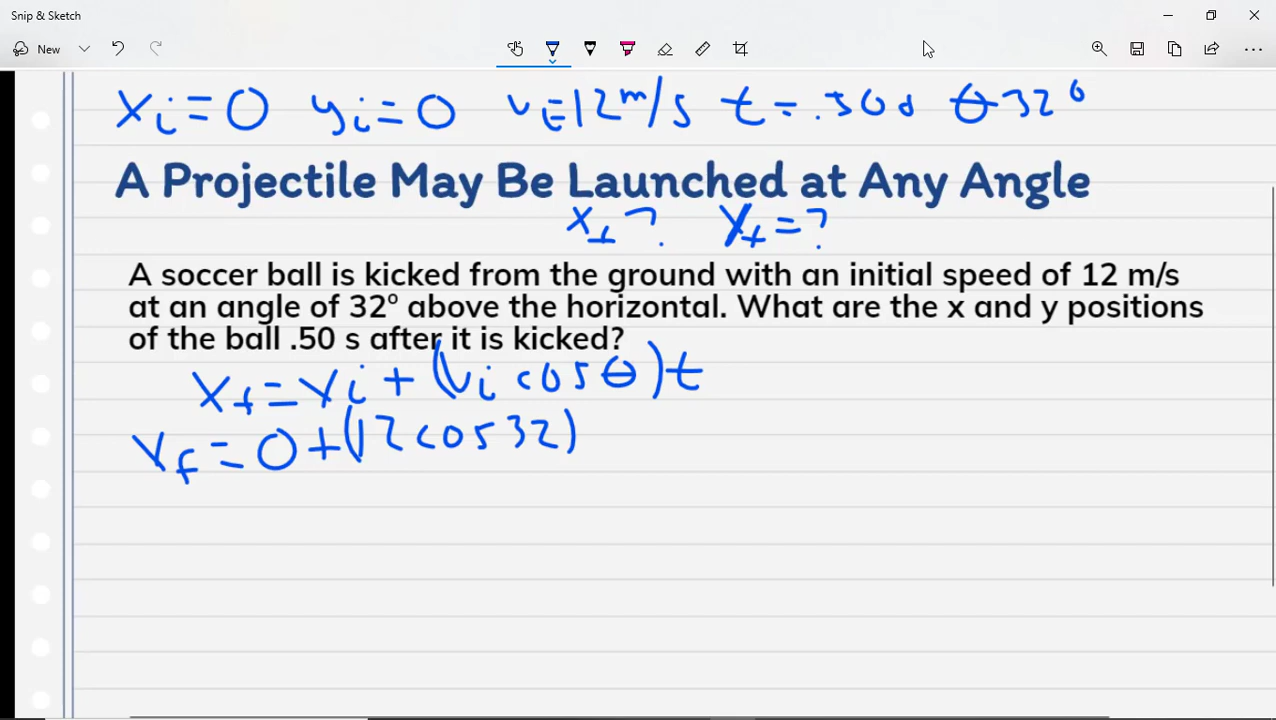 Snip & Sketch
New
xi = 0 yi = 0 vi=12 m/s t = .50s θ 32°
A Projectile May Be Launched at Any Angle
xf ? yf = ?
A soccer ball is kicked from the ground with an initial speed of 12 m/s
at an angle of 32º above the horizontal. What are the x and y positions
of the ball .50 s after it is kicked?
xf = xi + (vi cos θ)t
xf = 0 + (12 cos 32)